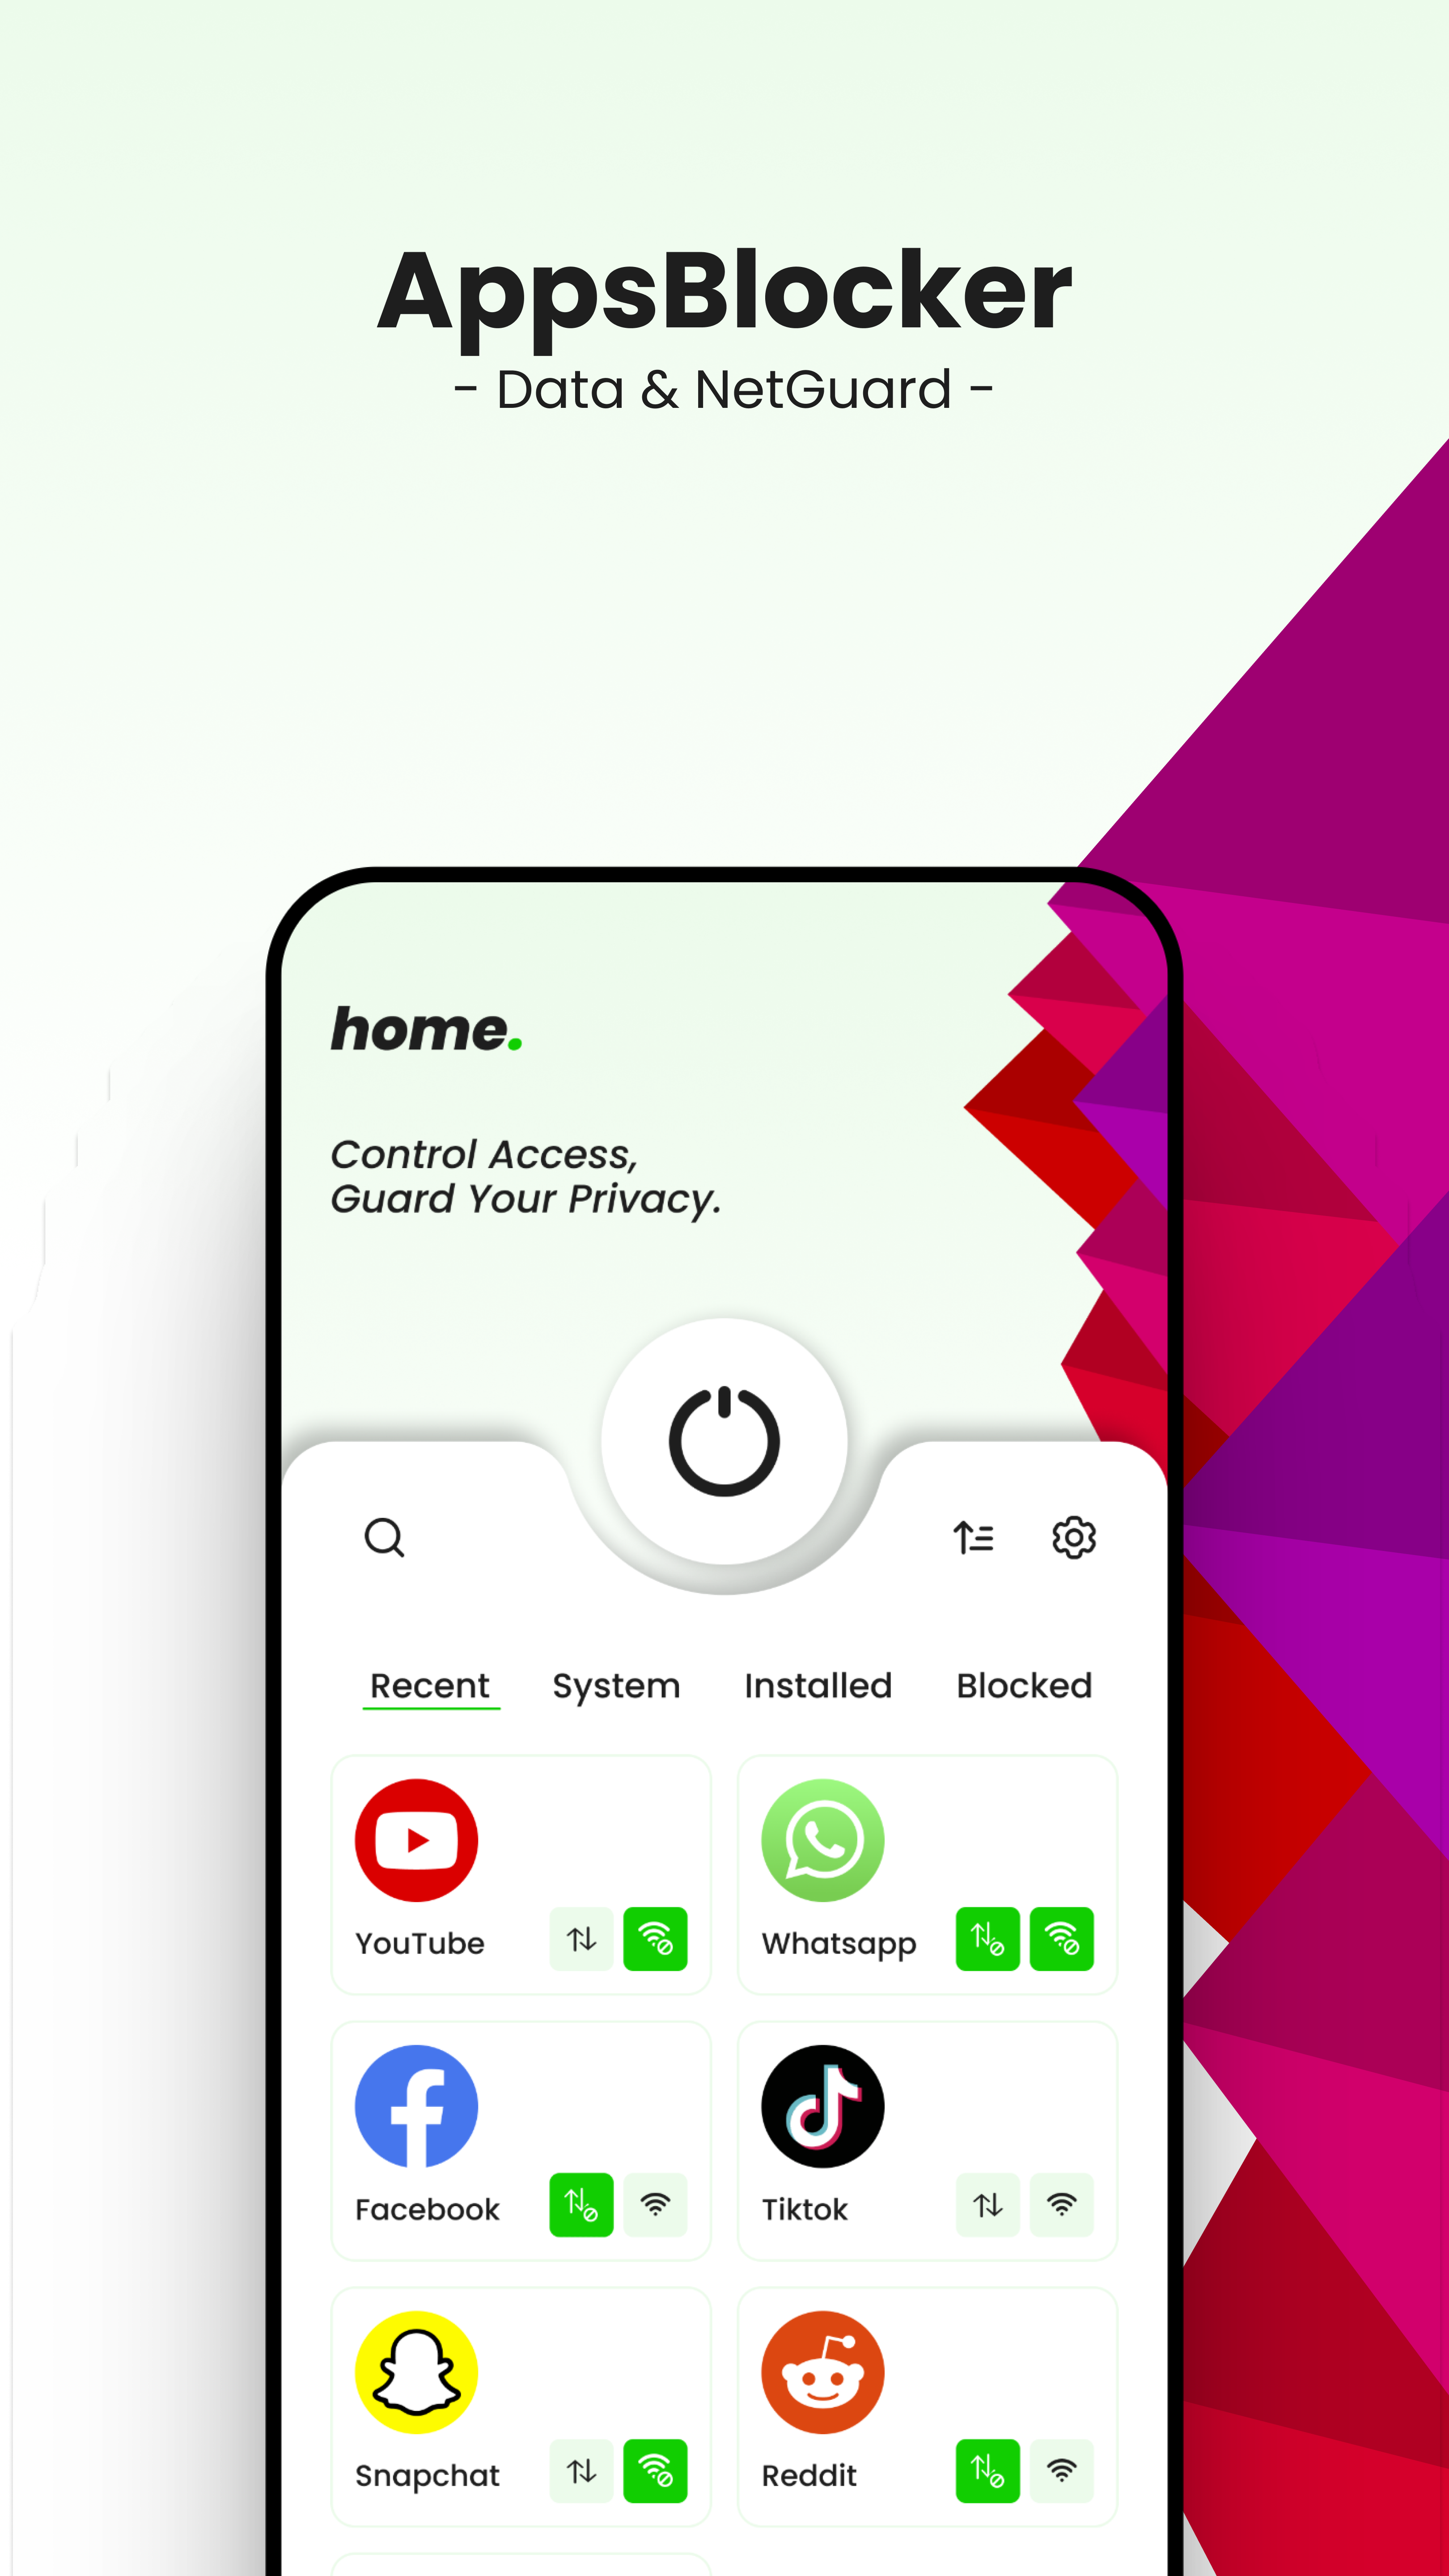 AppsBlocker
- Data & NetGuard -
home.
Control Access,
Guard Your Privacy.
Recent System Installed Blocked
YouTube Whatsapp
Facebook Tiktok
Snapchat Reddit